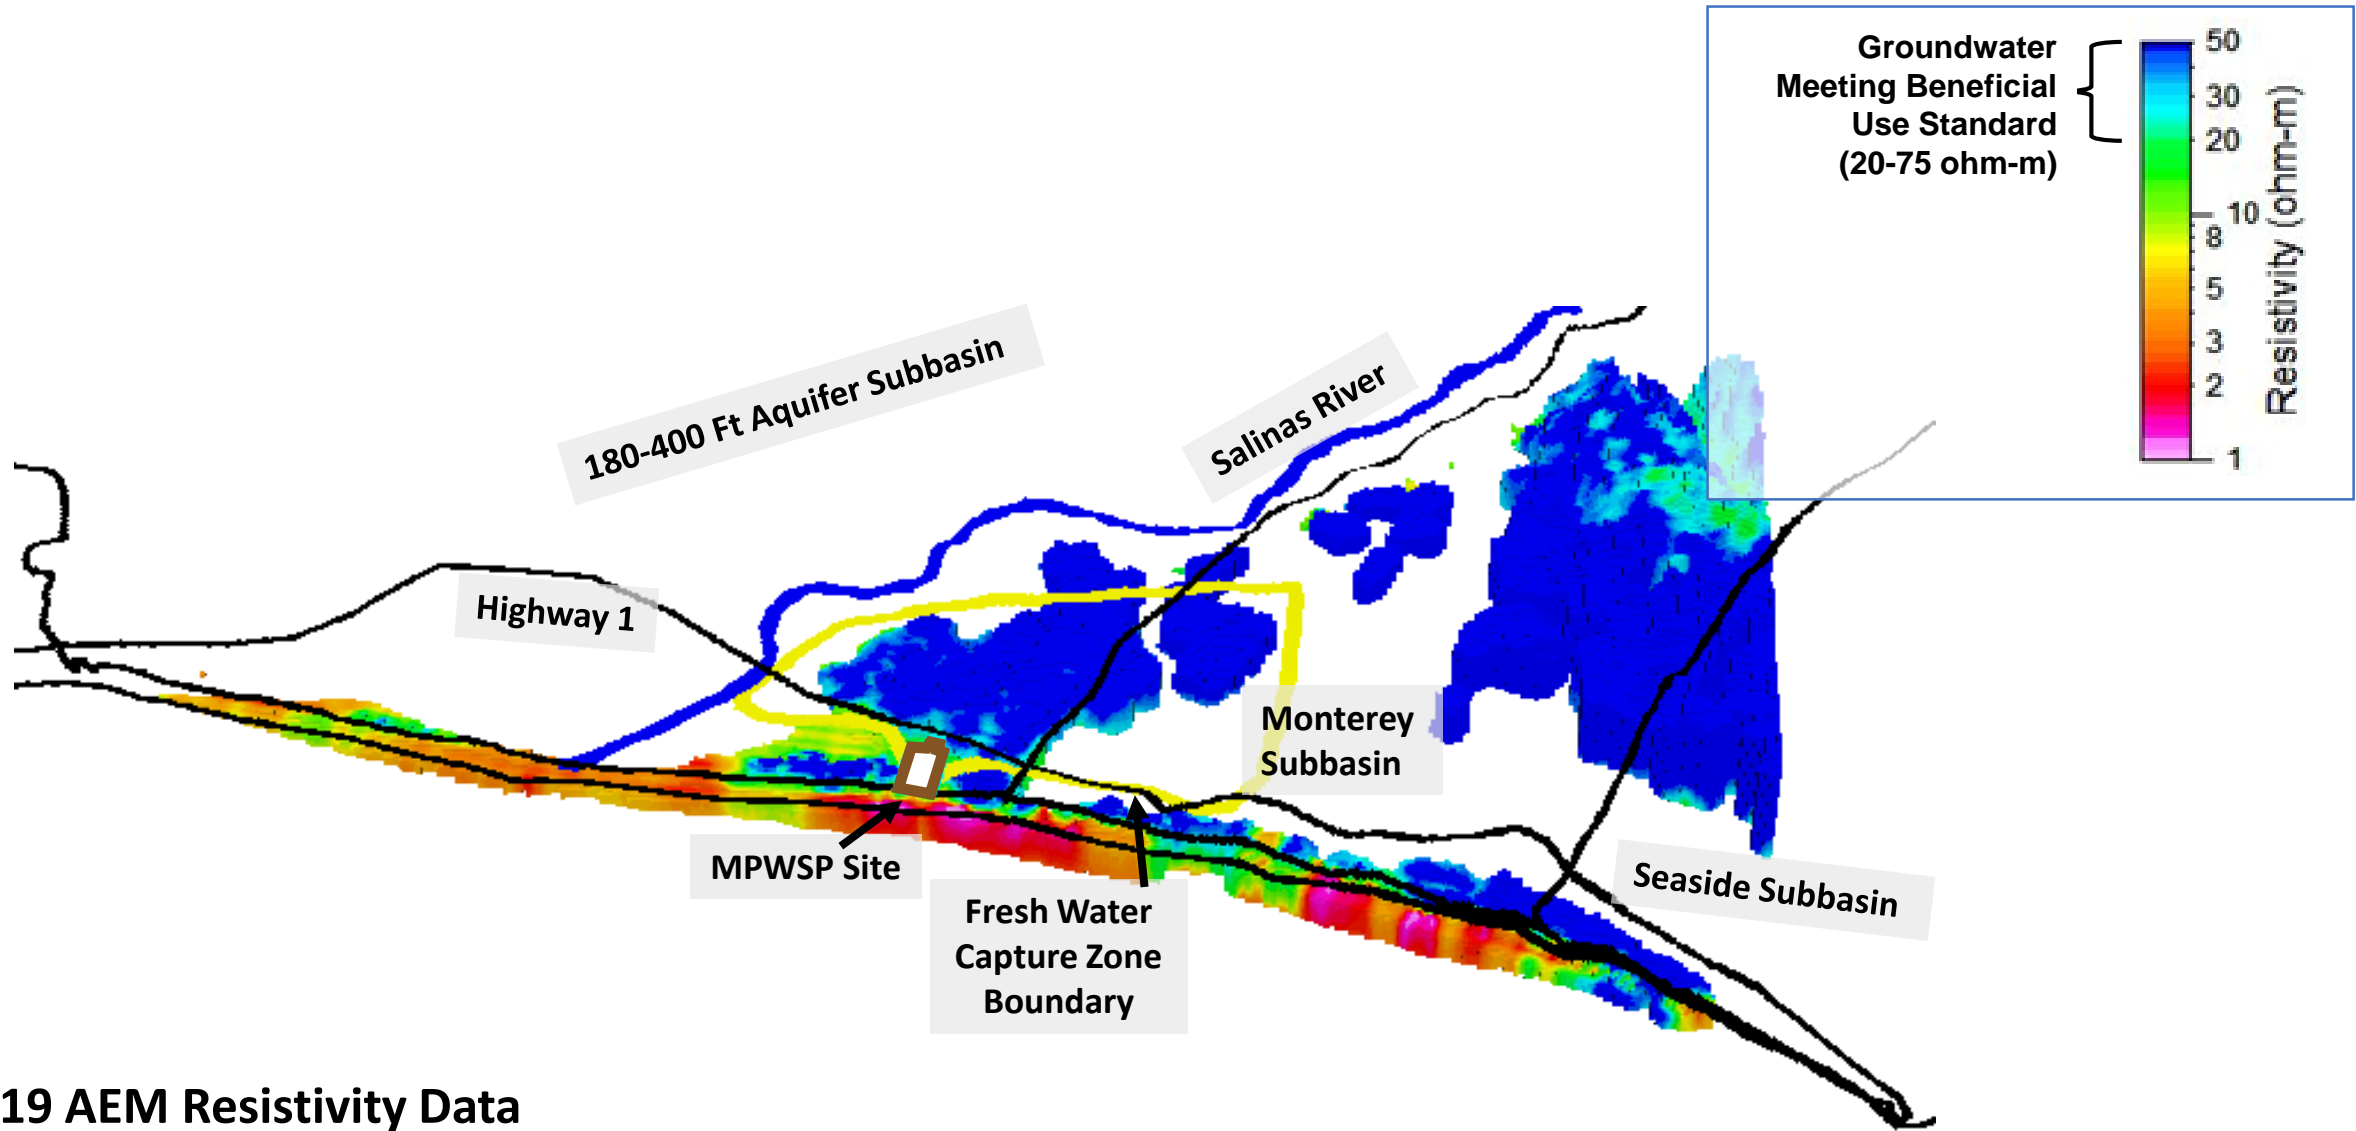 Groundwater
Meeting Beneficial
Use Standard
(20-75 ohm-m)
50
30
20
10
8
5
3
2
1
Resistivity (ohm-m)
180-400 Ft Aquifer Subbasin
Salinas River
Highway 1
Monterey
Subbasin
MPWSP Site
Fresh Water
Capture Zone
Boundary
Seaside Subbasin
19 AEM Resistivity Data